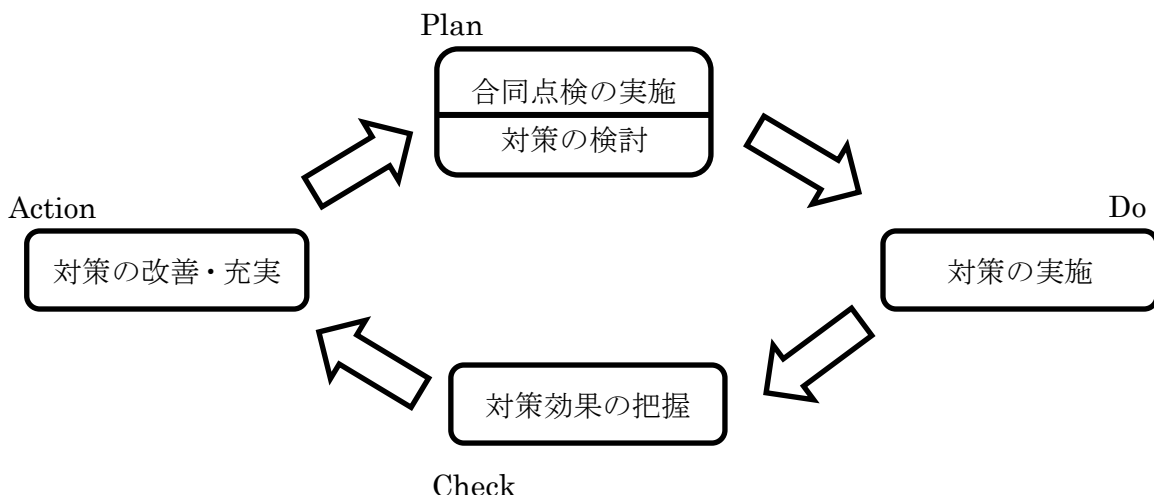 Plan
合同点検の実施
対策の検討
Action
対策の改善・充実
Do
対策の実施
対策効果の把握
Check